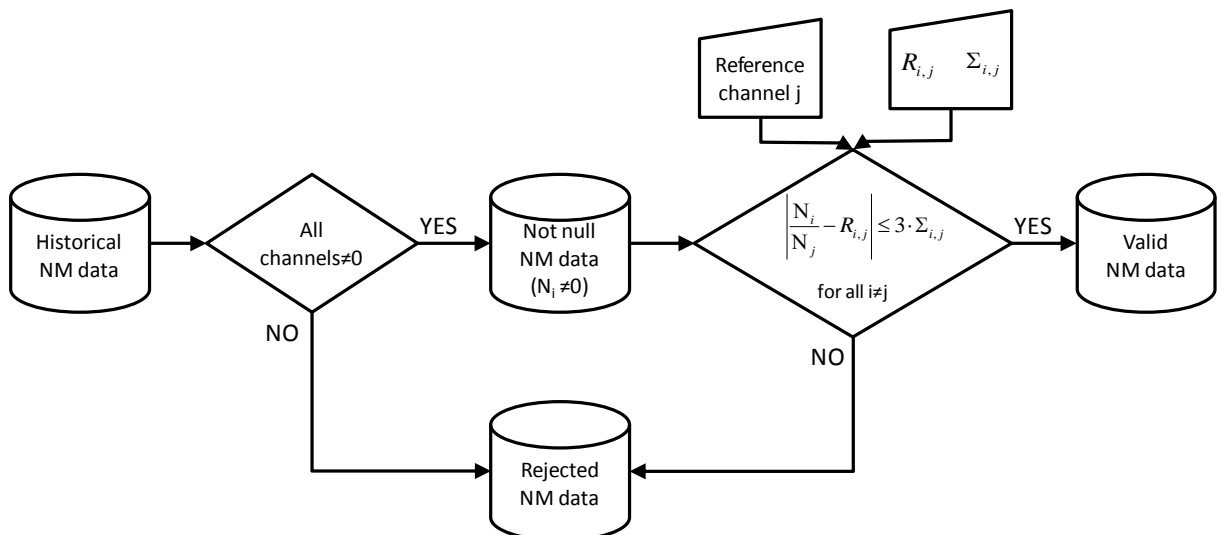 Reference
channel j
R_{i,j} Σ_{i,j}
Historical
NM data
All
channels≠0
YES
Not null
NM data
(N_i ≠0)
|N_i/N_j − R_{i,j}| ≤ 3·Σ_{i,j}
for all i≠j
YES
Valid
NM data
NO
NO
Rejected
NM data